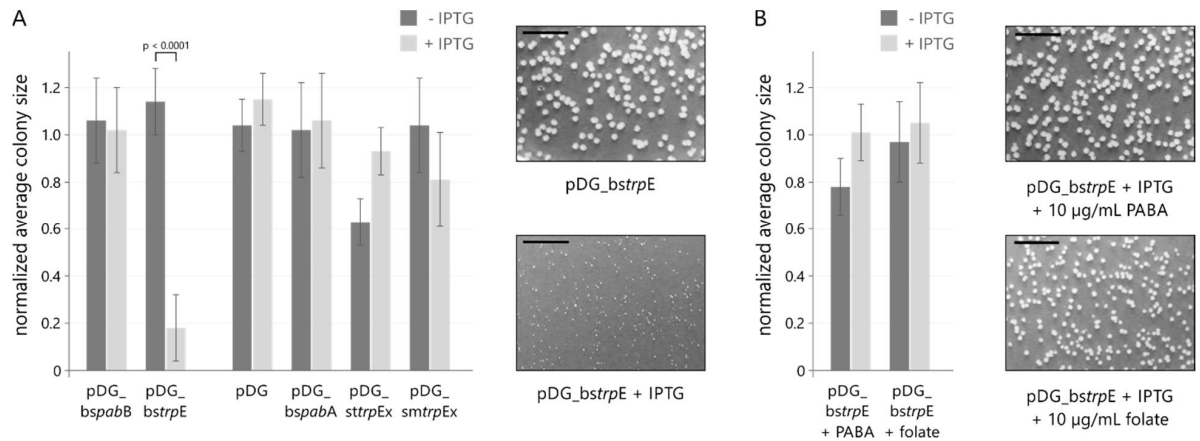 A
- IPTG
+ IPTG
p < 0.0001
normalized average colony size
1.2
1.0
0.8
0.6
0.4
0.2
0
pDG_
bspabB
pDG_
bstrpE
pDG
pDG_
bspabA
pDG_
sttrpEx
pDG_
smtrpEx
pDG_bstrpE
pDG_bstrpE + IPTG
B
- IPTG
+ IPTG
normalized average colony size
1.2
1.0
0.8
0.6
0.4
0.2
0
pDG_
bstrpE
+ PABA
pDG_
bstrpE
+ folate
pDG_bstrpE + IPTG
+ 10 µg/mL PABA
pDG_bstrpE + IPTG
+ 10 µg/mL folate